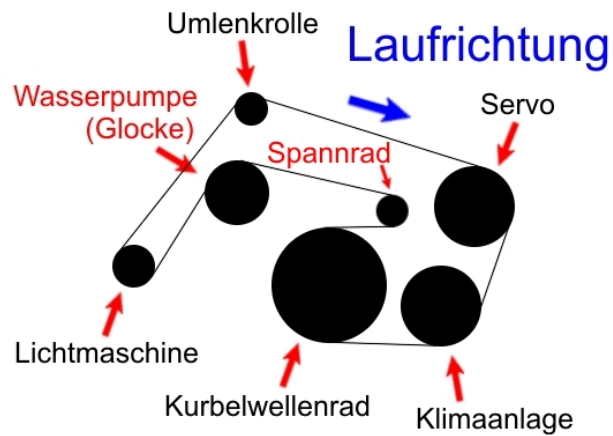 Umlenkrolle
Laufrichtung
Wasserpumpe
(Glocke)
Servo
Spannrad
Lichtmaschine
Kurbelwellenrad
Klimaanlage